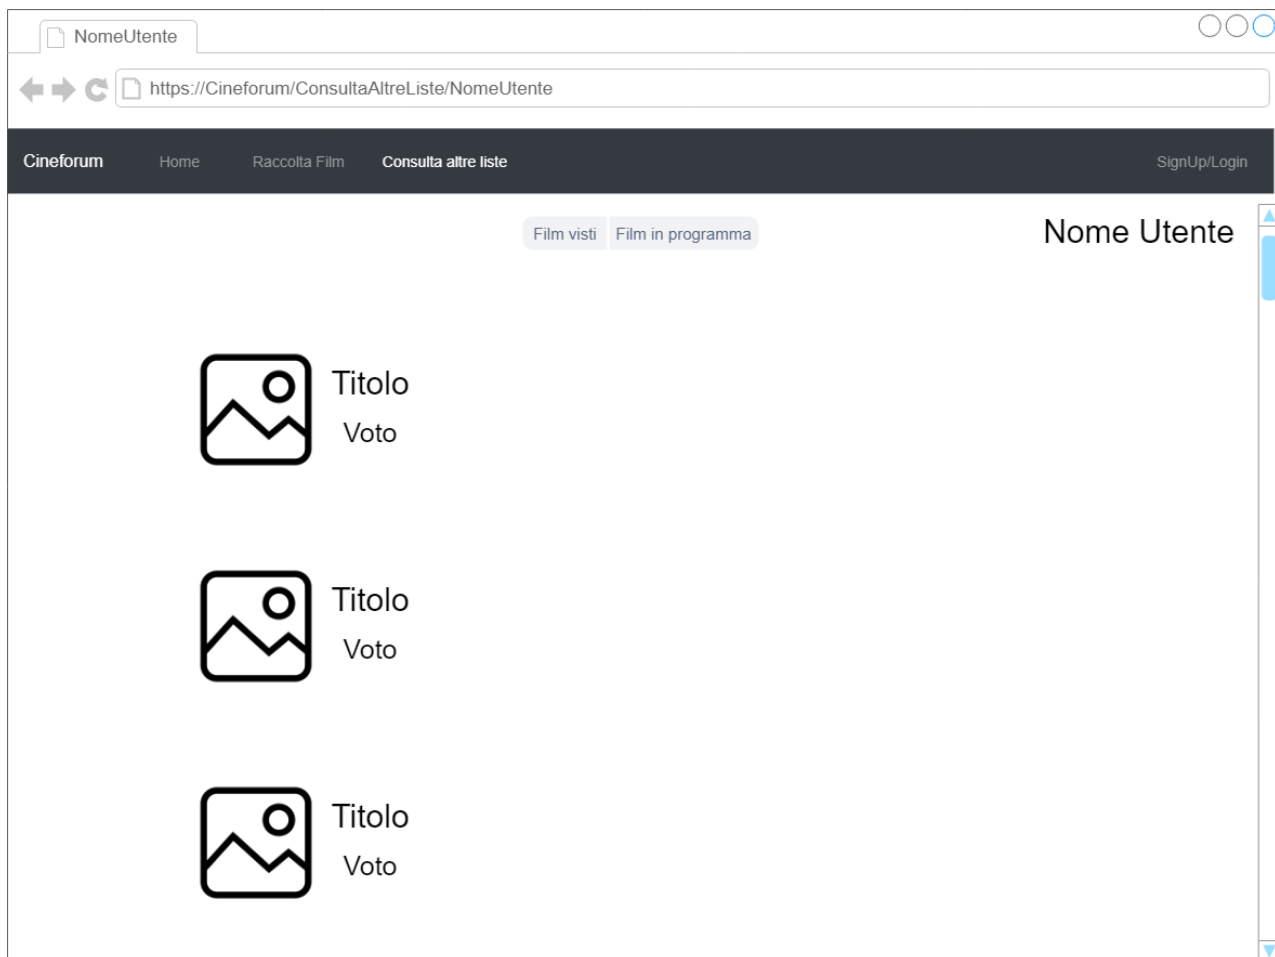 NomeUtente
https://Cineforum/ConsultaAltreListe/NomeUtente
Cineforum Home Raccolta Film Consulta altre liste SignUp/Login
Film visti Film in programma Nome Utente
Titolo
Voto
Titolo
Voto
Titolo
Voto